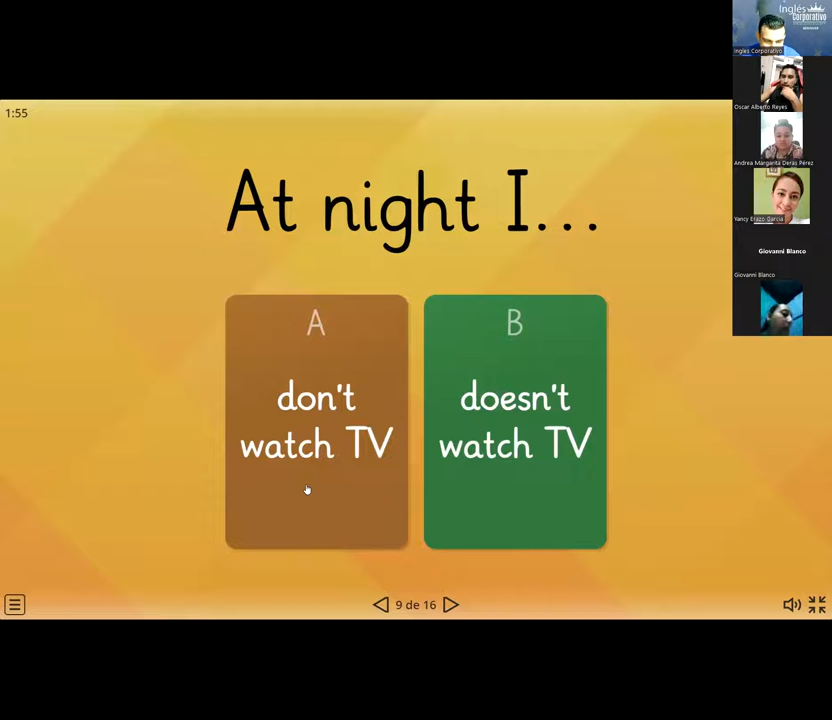 1:55
At night I...
A
don't
watch TV
B
doesn't
watch TV
9 de 16
Inglés
Corporativo
Ingles Corporativo
Oscar Alberto Reyes
Andrea Margarita Deras Pérez
Yancy Erazo Garcia
Giovanni Blanco
Giovanni Blanco